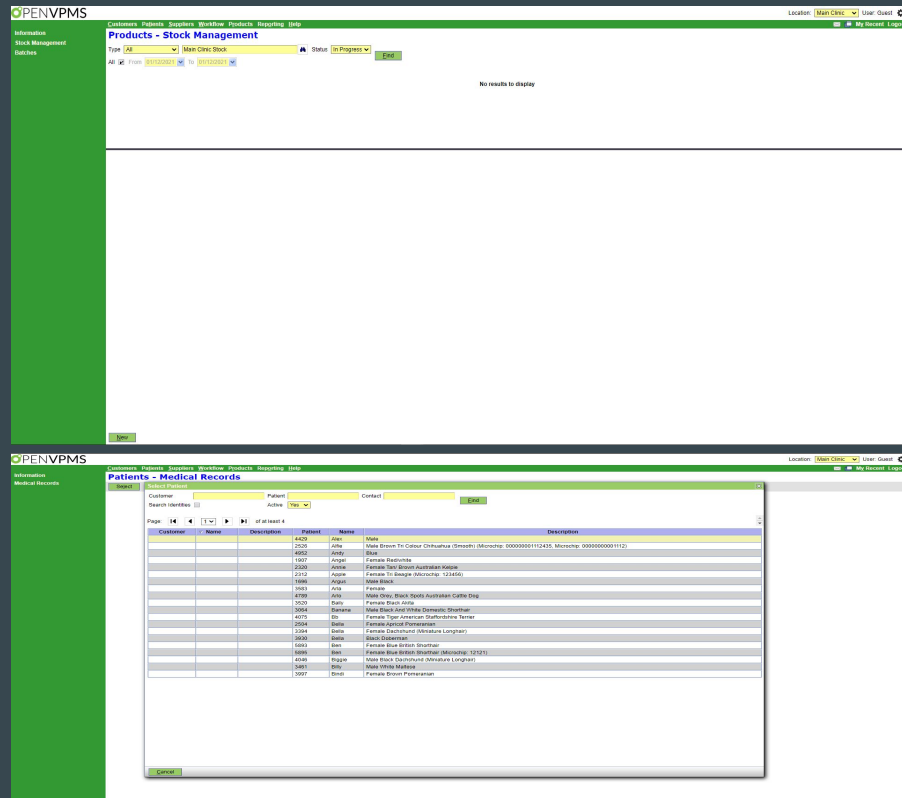 OPENVPMS
Location: Main Clinic User: Guest
Customers Patients Suppliers Workflow Products Reporting Help
My Recent Logo
Information
Stock Management
Batches
Products - Stock Management
Type All Main Clinic Stock Status In Progress Find
All From 01/12/2021 To 01/12/2021
No results to display
New
OPENVPMS
Location: Main Clinic User: Guest
Customers Patients Suppliers Workflow Products Reporting Help
My Recent Logo
Information
Medical Records
Patients - Medical Records
Select
Select Patient
Customer Patient Contact Find
Search Identities Active Yes
Page: 1 of at least 4
Customer Name Description Patient Name Description
4429 Alex Male
2526 Alfie Male Brown Tri Colour Chihuahua (Smooth) (Microchip: 000000001112435, Microchip: 00000000001112)
4952 Andy Blue
1907 Angel Female Red/white
2320 Annie Female Tan/ Brown Australian Kelpie
2312 Apple Female Tri Beagle (Microchip: 123456)
1696 Argus Male Black
3583 Aria Female
4789 Arlo Male Grey, Black Spots Australian Cattle Dog
3520 Baily Female Black Akita
3064 Banana Male Black And White Domestic Shorthair
4075 Bb Female Tiger American Staffordshire Terrier
2504 Bella Female Apricot Pomeranian
3394 Bella Female Dachshund (Miniature Longhair)
3930 Bella Black Doberman
5893 Ben Female Blue British Shorthair
5895 Ben Female Blue British Shorthair (Microchip: 12121)
4046 Biggie Male Black Dachshund (Miniature Longhair)
3461 Billy Male White Maltese
3997 Bindi Female Brown Pomeranian
Cancel